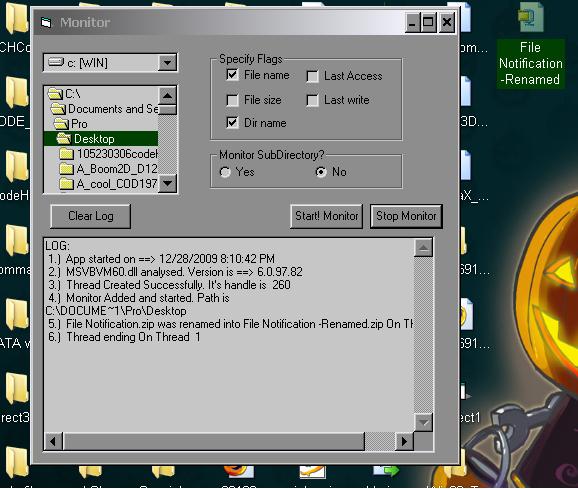 Monitor
c: [WIN]
C:\
Documents and Se
Pro
Desktop
105230306codeH
A_Boom2D_D12
A_cool_COD197
Specify Flags
File name
Last Access
File size
Last write
Dir name
Monitor SubDirectory?
Yes
No
Clear Log
Start! Monitor
Stop Monitor
LOG:
1.) App started on ==> 12/28/2009 8:10:42 PM
2.) MSVBVM60.dll analysed. Version is ==> 6.0.97.82
3.) Thread Created Successfully. It's handle is 260
4.) Monitor Added and started. Path is
C:\DOCUME~1\Pro\Desktop
5.) File Notification.zip was renamed into File Notification -Renamed.zip On Th
6.) Thread ending On Thread 1
File
Notification
-Renamed